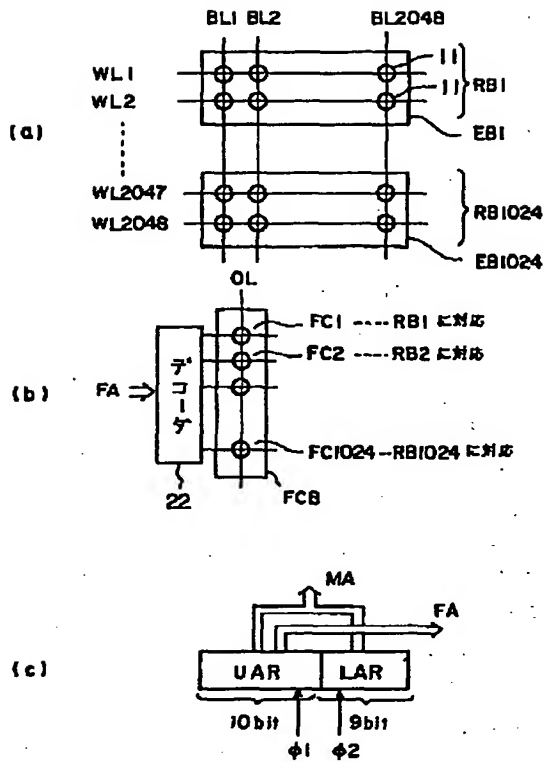 BL1 BL2 BL2048
WL1 11
WL2 11 RB1
(a) EB1
WL2047
WL2048 RB1024
EB1024
OL
FC1 ---- RB1 に対応
FC2 ---- RB2 に対応
(b) FA デコーダ
FC1024--RB1024 に対応
22 FCB
MA
FA
(c) UAR LAR
10bit 9bit
φ1 φ2